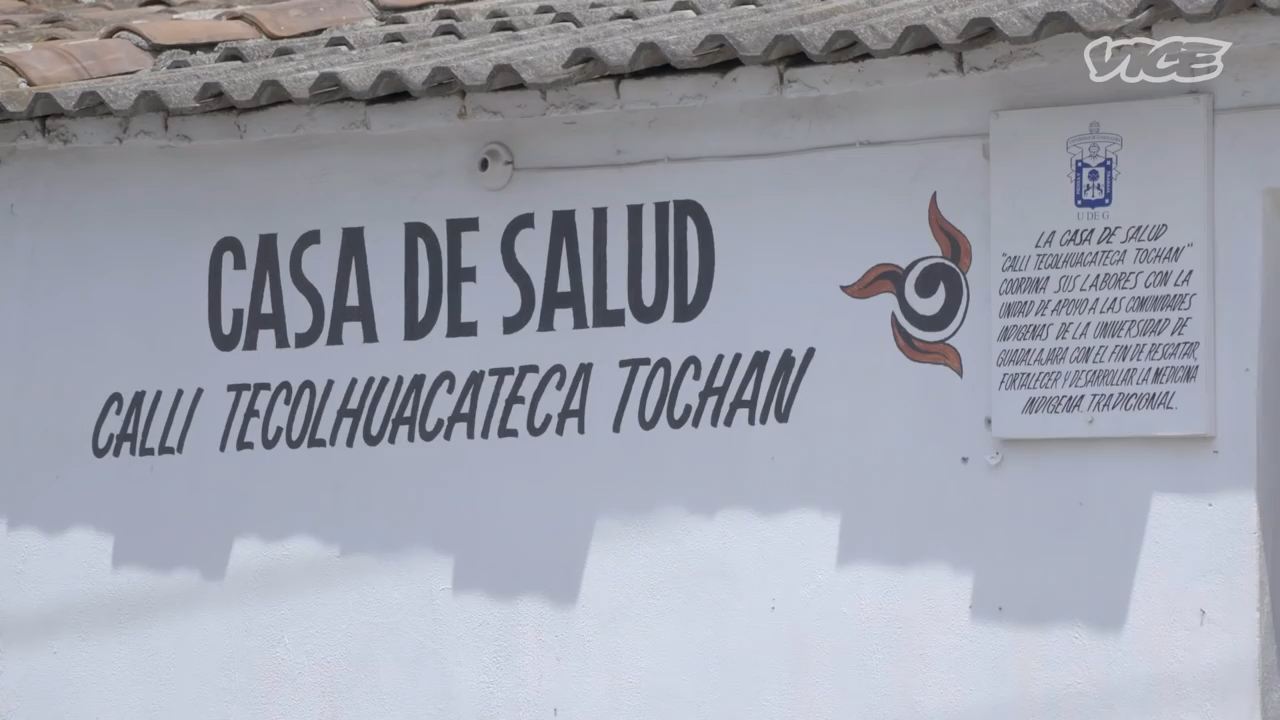 VICE
CASA DE SALUD
CALLI TECOLHUACATECA TOCHAN
U DE G
LA CASA DE SALUD
"CALLI TECOLHUACATECA TOCHAN"
COORDINA SUS LABORES CON LA
UNIDAD DE APOYO A LAS COMUNIDADES
INDIGENAS DE LA UNIVERSIDAD DE
GUADALAJARA CON EL FIN DE RESCATAR,
FORTALECER Y DESARROLLAR LA MEDICINA
INDIGENA TRADICIONAL.